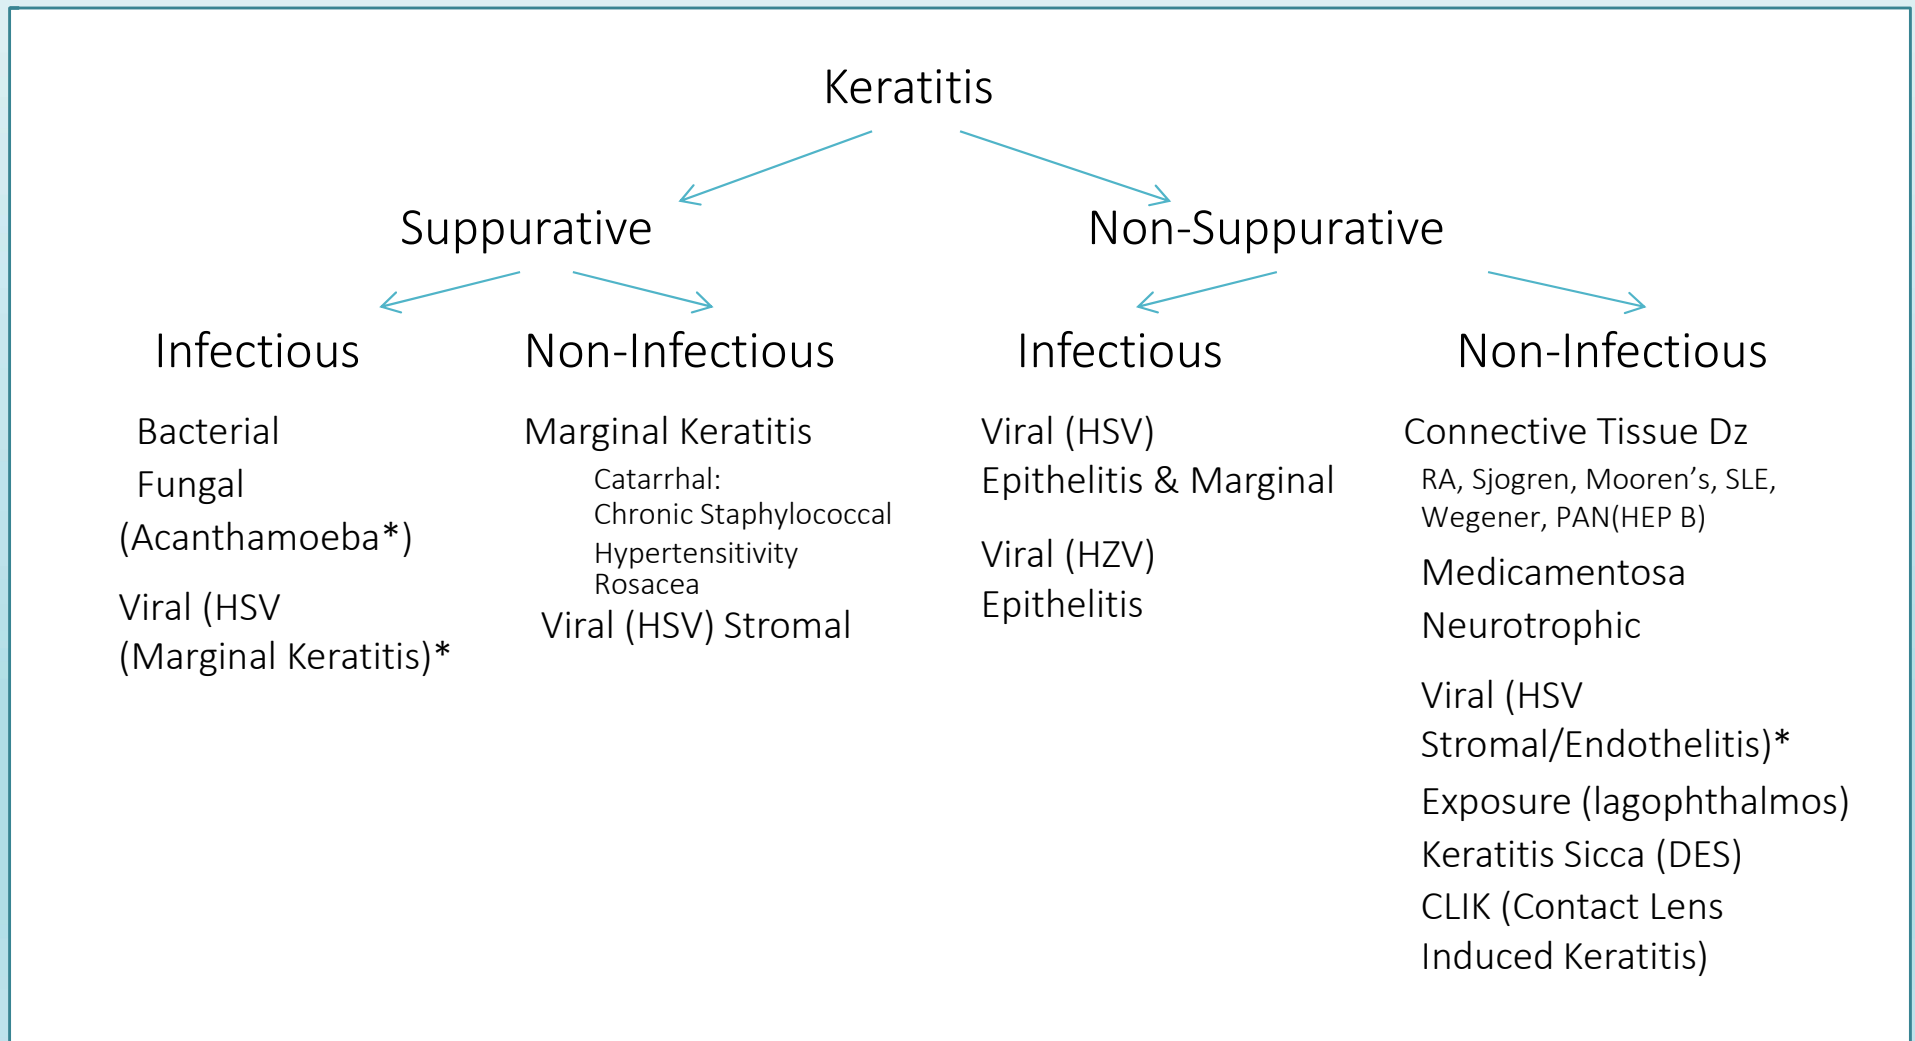 Keratitis
Suppurative
Non-Suppurative
Infectious
Non-Infectious
Infectious
Non-Infectious
Bacterial
Fungal
(Acanthamoeba*)
Viral (HSV
(Marginal Keratitis)*
Marginal Keratitis
Catarrhal:
Chronic Staphylococcal
Hypertensitivity
Rosacea
Viral (HSV) Stromal
Viral (HSV)
Epithelitis & Marginal
Viral (HZV)
Epithelitis
Connective Tissue Dz
RA, Sjogren, Mooren’s, SLE,
Wegener, PAN(HEP B)
Medicamentosa
Neurotrophic
Viral (HSV
Stromal/Endothelitis)*
Exposure (lagophthalmos)
Keratitis Sicca (DES)
CLIK (Contact Lens
Induced Keratitis)